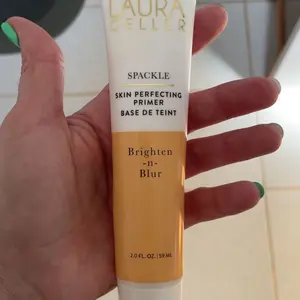 LAURA
GELLER
SPACKLE
SKIN PERFECTING
PRIMER
BASE DE TEINT
Brighten
-n-
Blur
2.0 FL. OZ. / 59 ML